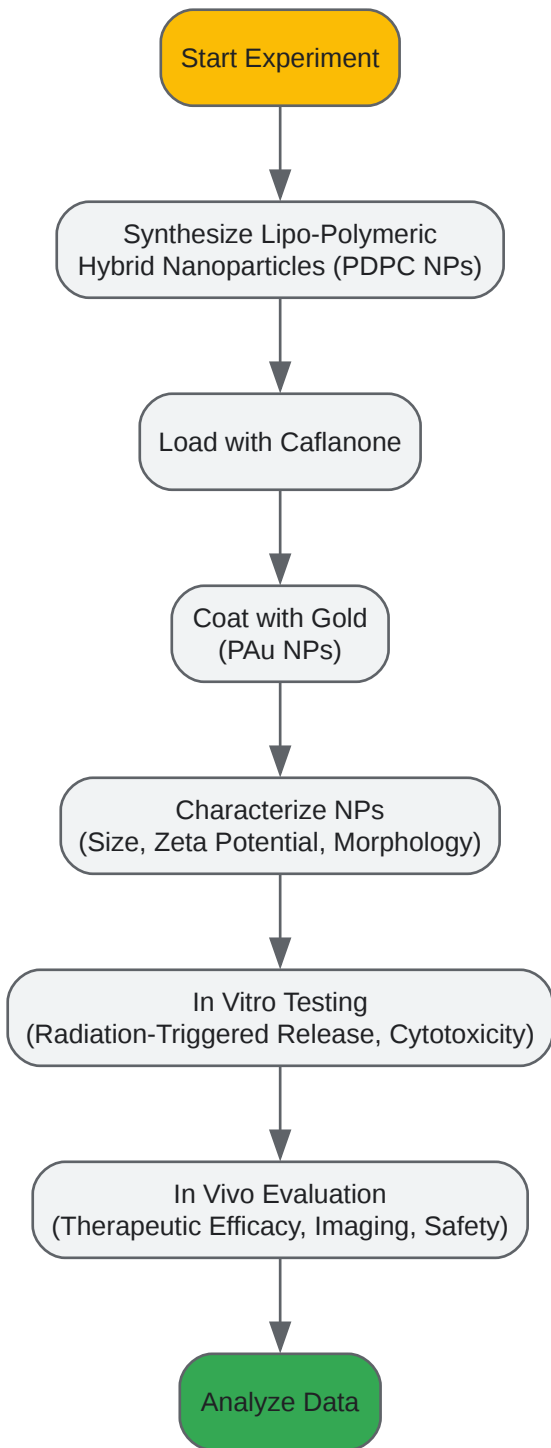 Start Experiment
Synthesize Lipo-Polymeric
Hybrid Nanoparticles (PDPC NPs)
Load with Caflanone
Coat with Gold
(PAu NPs)
Characterize NPs
(Size, Zeta Potential, Morphology)
In Vitro Testing
(Radiation-Triggered Release, Cytotoxicity)
In Vivo Evaluation
(Therapeutic Efficacy, Imaging, Safety)
Analyze Data